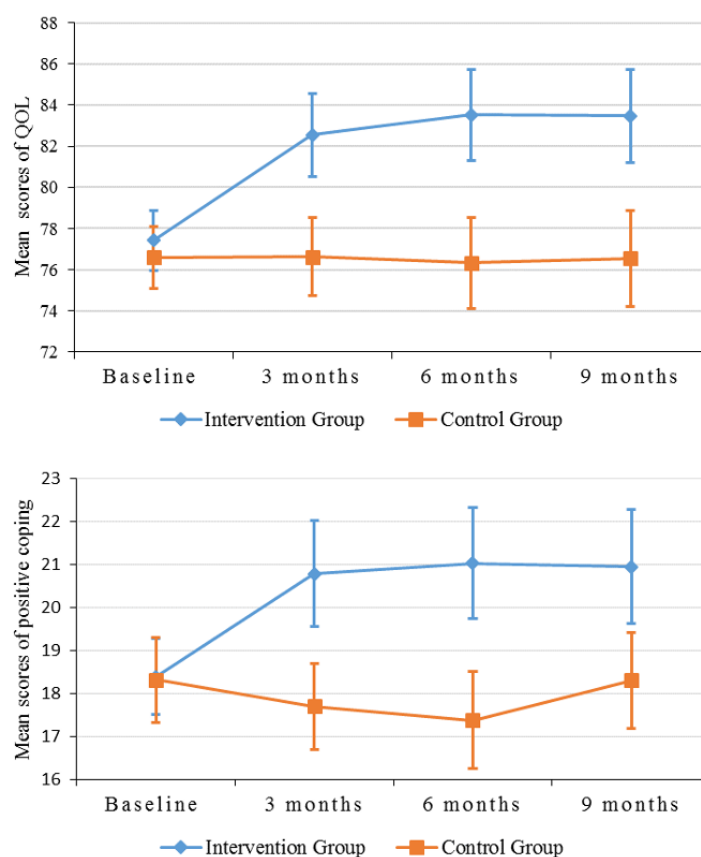 Mean scores of QOL
88
86
84
82
80
78
76
74
72
Baseline 3 months 6 months 9 months
Intervention Group Control Group
Mean scores of positive coping
23
22
21
20
19
18
17
16
Baseline 3 months 6 months 9 months
Intervention Group Control Group